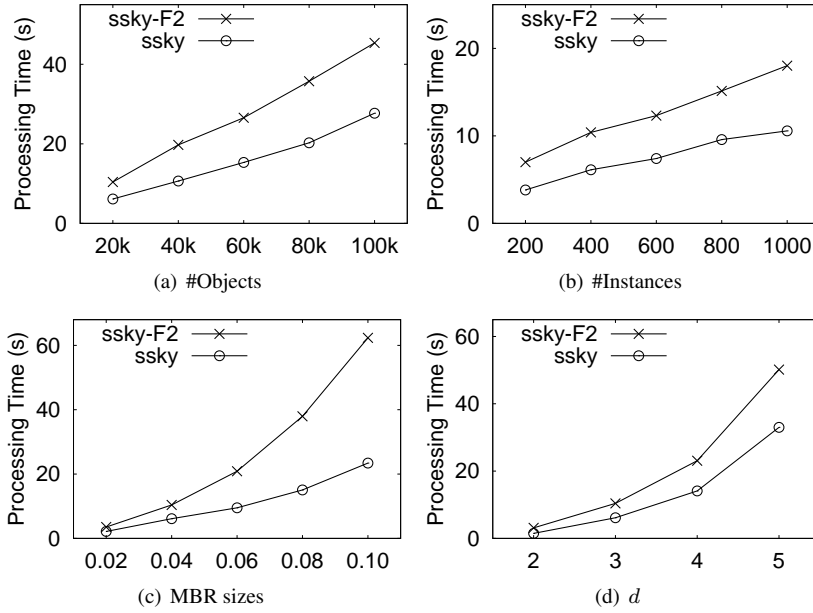 ssky-F2
ssky
Processing Time (s)
40
20
0
20k 40k 60k 80k 100k
(a) #Objects
ssky-F2
ssky
Processing Time (s)
20
10
0
200 400 600 800 1000
(b) #Instances
ssky-F2
ssky
Processing Time (s)
60
40
20
0
0.02 0.04 0.06 0.08 0.10
(c) MBR sizes
ssky-F2
ssky
Processing Time (s)
60
40
20
0
2 3 4 5
(d) d